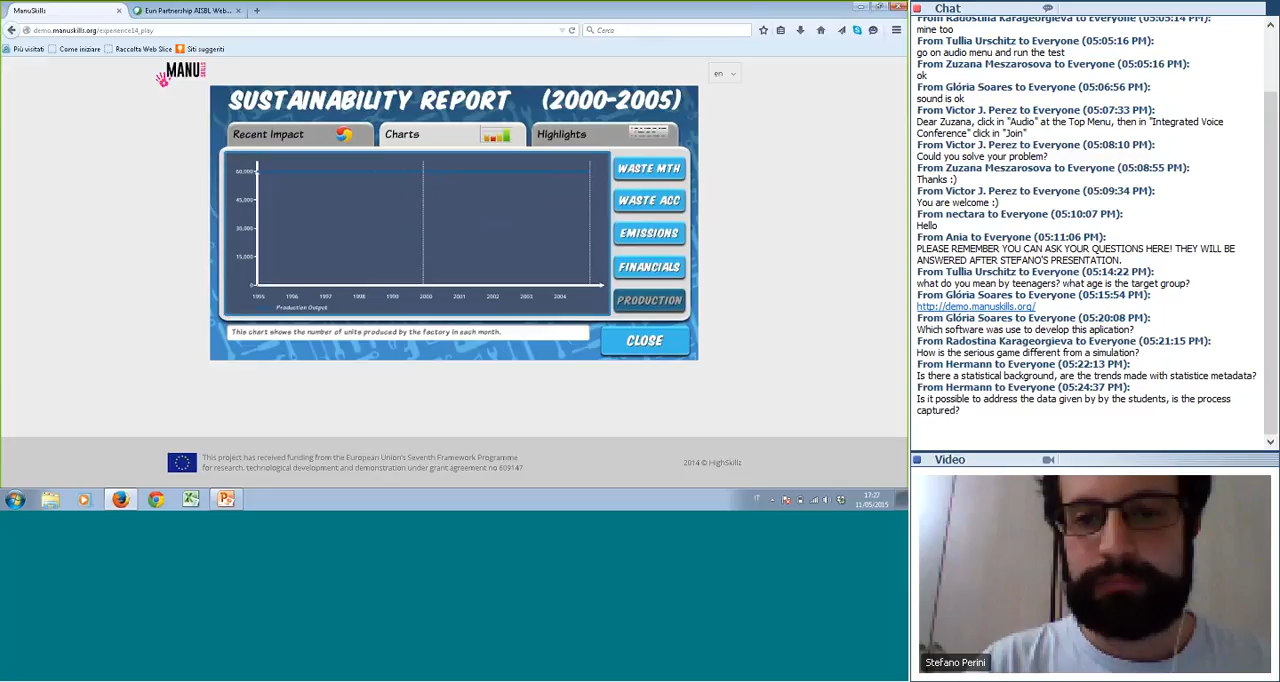 ManuSkills
Eun Partnership AISBL Web...
demo.manuskills.org/experience14_play
Cerca
Più visitati
Come iniziare
Raccolta Web Slice
Siti suggeriti
MANU
SKILLS
en
SUSTAINABILITY REPORT (2000-2005)
Recent Impact
Charts
Highlights
60,000
45,000
30,000
15,000
0
1995 1996 1997 1998 1999 2000 2001 2002 2003 2004
Production Output
WASTE MTH
WASTE ACC
EMISSIONS
FINANCIALS
PRODUCTION
This chart shows the number of units produced by the factory in each month.
CLOSE
This project has received funding from the European Union's Seventh Framework Programme
for research, technological development and demonstration under grant agreement no 609147
2014 © HighSkillz
IT
17:27
11/05/2015
Chat
From Radostina Karageorgieva to Everyone (05:05:14 PM):
mine too
From Tullia Urschitz to Everyone (05:05:16 PM):
go on audio menu and run the test
From Zuzana Meszarosova to Everyone (05:05:16 PM):
ok
From Glória Soares to Everyone (05:06:56 PM):
sound is ok
From Victor J. Perez to Everyone (05:07:33 PM):
Dear Zuzana, click in "Audio" at the Top Menu, then in "Integrated Voice
Conference" click in "Join"
From Victor J. Perez to Everyone (05:08:10 PM):
Could you solve your problem?
From Zuzana Meszarosova to Everyone (05:08:55 PM):
Thanks :)
From Victor J. Perez to Everyone (05:09:34 PM):
You are welcome :)
From nectara to Everyone (05:10:07 PM):
Hello
From Ania to Everyone (05:11:06 PM):
PLEASE REMEMBER YOU CAN ASK YOUR QUESTIONS HERE! THEY WILL BE
ANSWERED AFTER STEFANO'S PRESENTATION.
From Tullia Urschitz to Everyone (05:14:22 PM):
what do you mean by teenagers? what age is the target group?
From Glória Soares to Everyone (05:15:54 PM):
http://demo.manuskills.org/
From Glória Soares to Everyone (05:20:08 PM):
Which software was use to develop this aplication?
From Radostina Karageorgieva to Everyone (05:21:15 PM):
How is the serious game different from a simulation?
From Hermann to Everyone (05:22:13 PM):
Is there a statistical background, are the trends made with statistice metadata?
From Hermann to Everyone (05:24:37 PM):
Is it possible to address the data given by by the students, is the process
captured?
Video
Stefano Perini